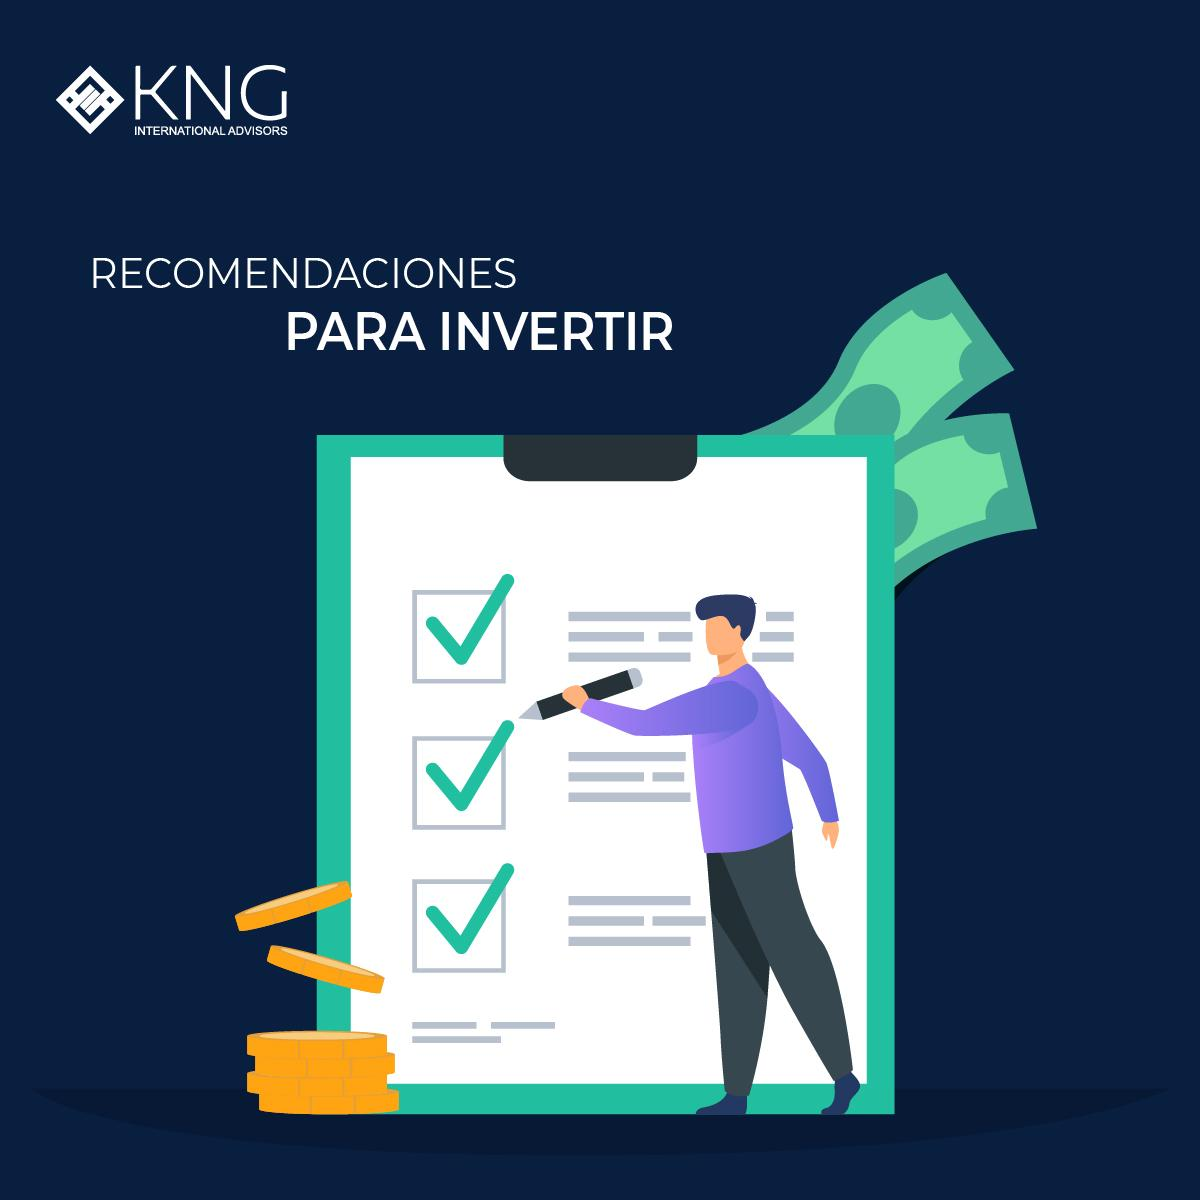 KNG
INTERNATIONAL ADVISORS
RECOMENDACIONES
PARA INVERTIR